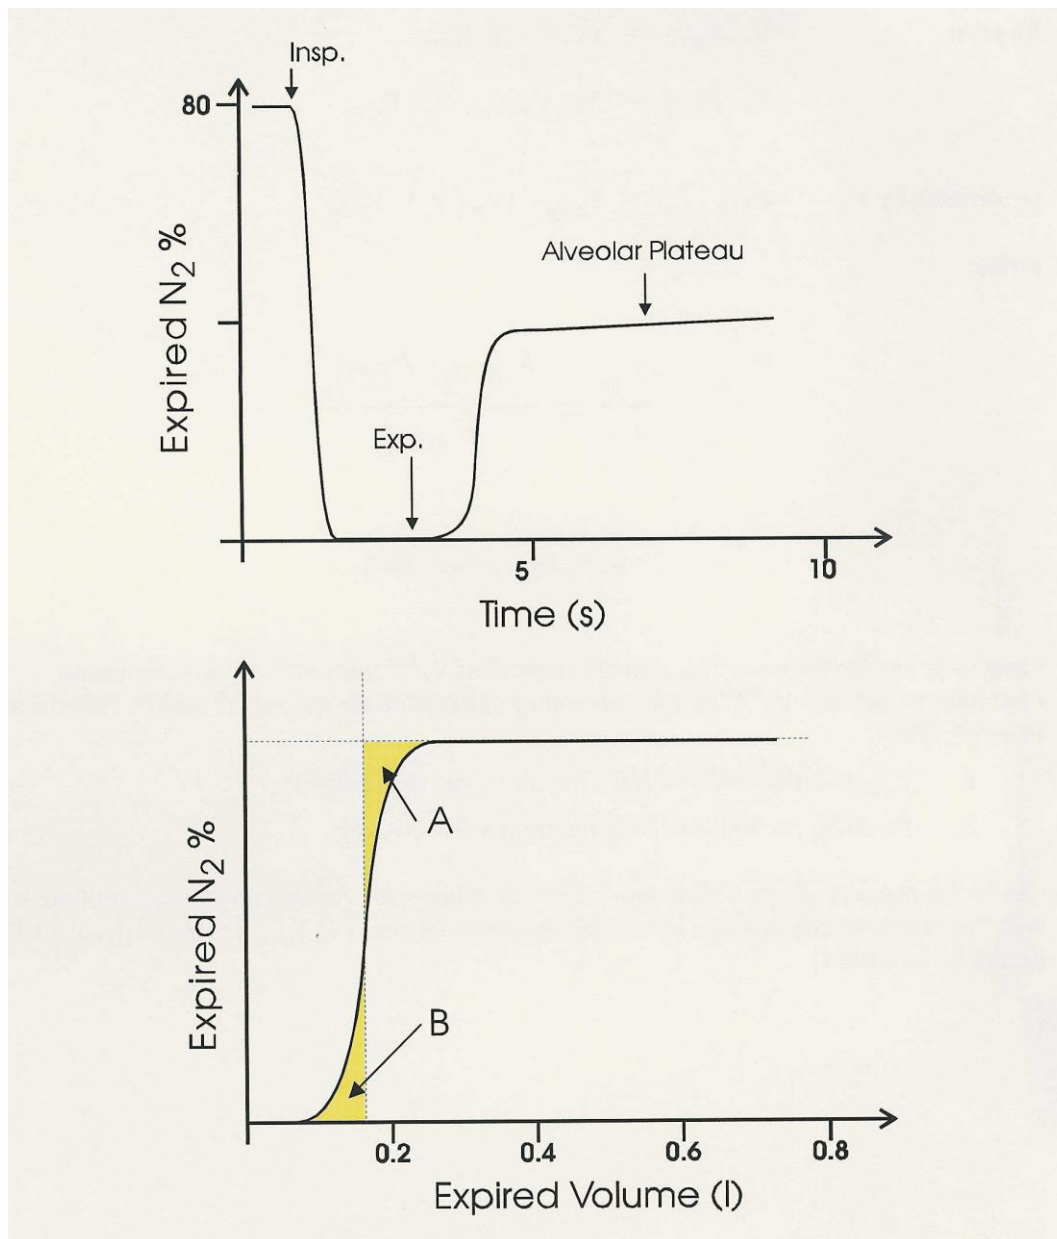 Insp.
80
Expired N₂ %
Alveolar Plateau
Exp.
5
10
Time (s)
Expired N₂ %
A
B
0.2
0.4
0.6
0.8
Expired Volume (l)